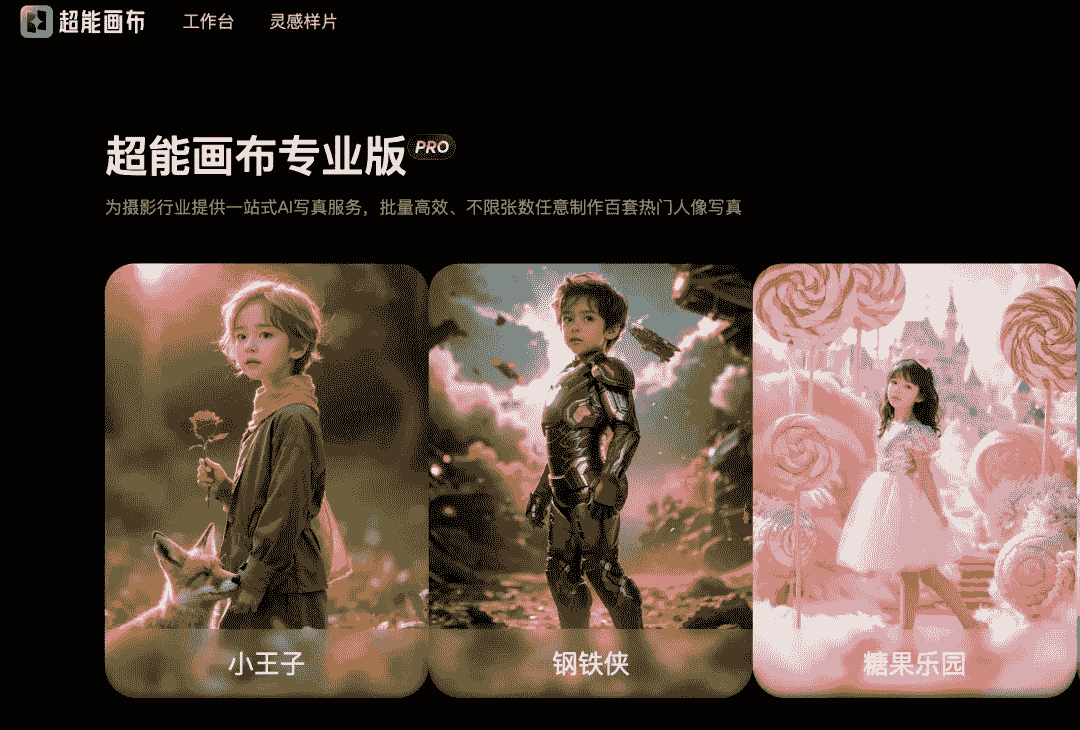 超能画布 工作台 灵感样片
超能画布专业版 PRO
为摄影行业提供一站式AI写真服务，批量高效、不限张数任意制作百套热门人像写真
小王子 钢铁侠 糖果乐园